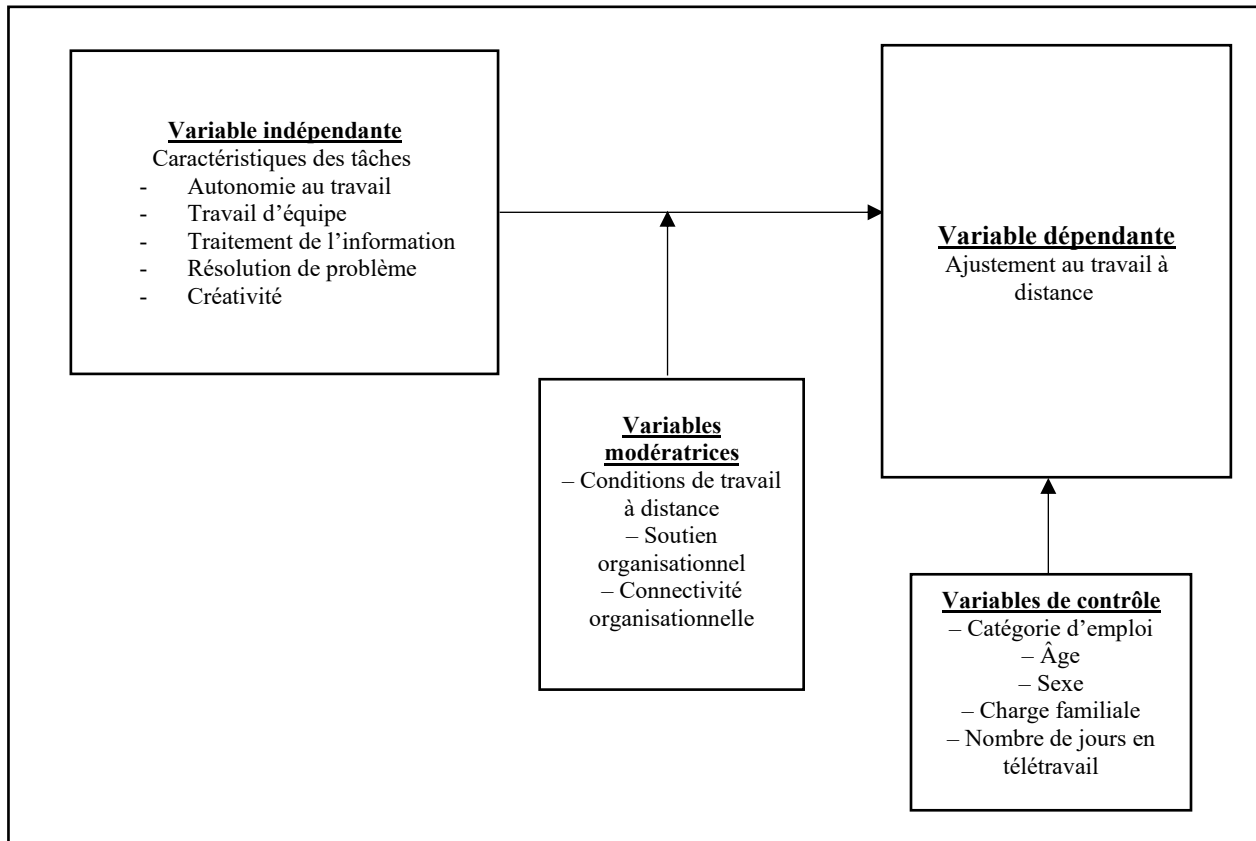 Variable indépendante
Caractéristiques des tâches
- Autonomie au travail
- Travail d’équipe
- Traitement de l’information
- Résolution de problème
- Créativité
Variable dépendante
Ajustement au travail à
distance
Variables
modératrices
– Conditions de travail
à distance
– Soutien
organisationnel
– Connectivité
organisationnelle
Variables de contrôle
– Catégorie d’emploi
– Âge
– Sexe
– Charge familiale
– Nombre de jours en
télétravail